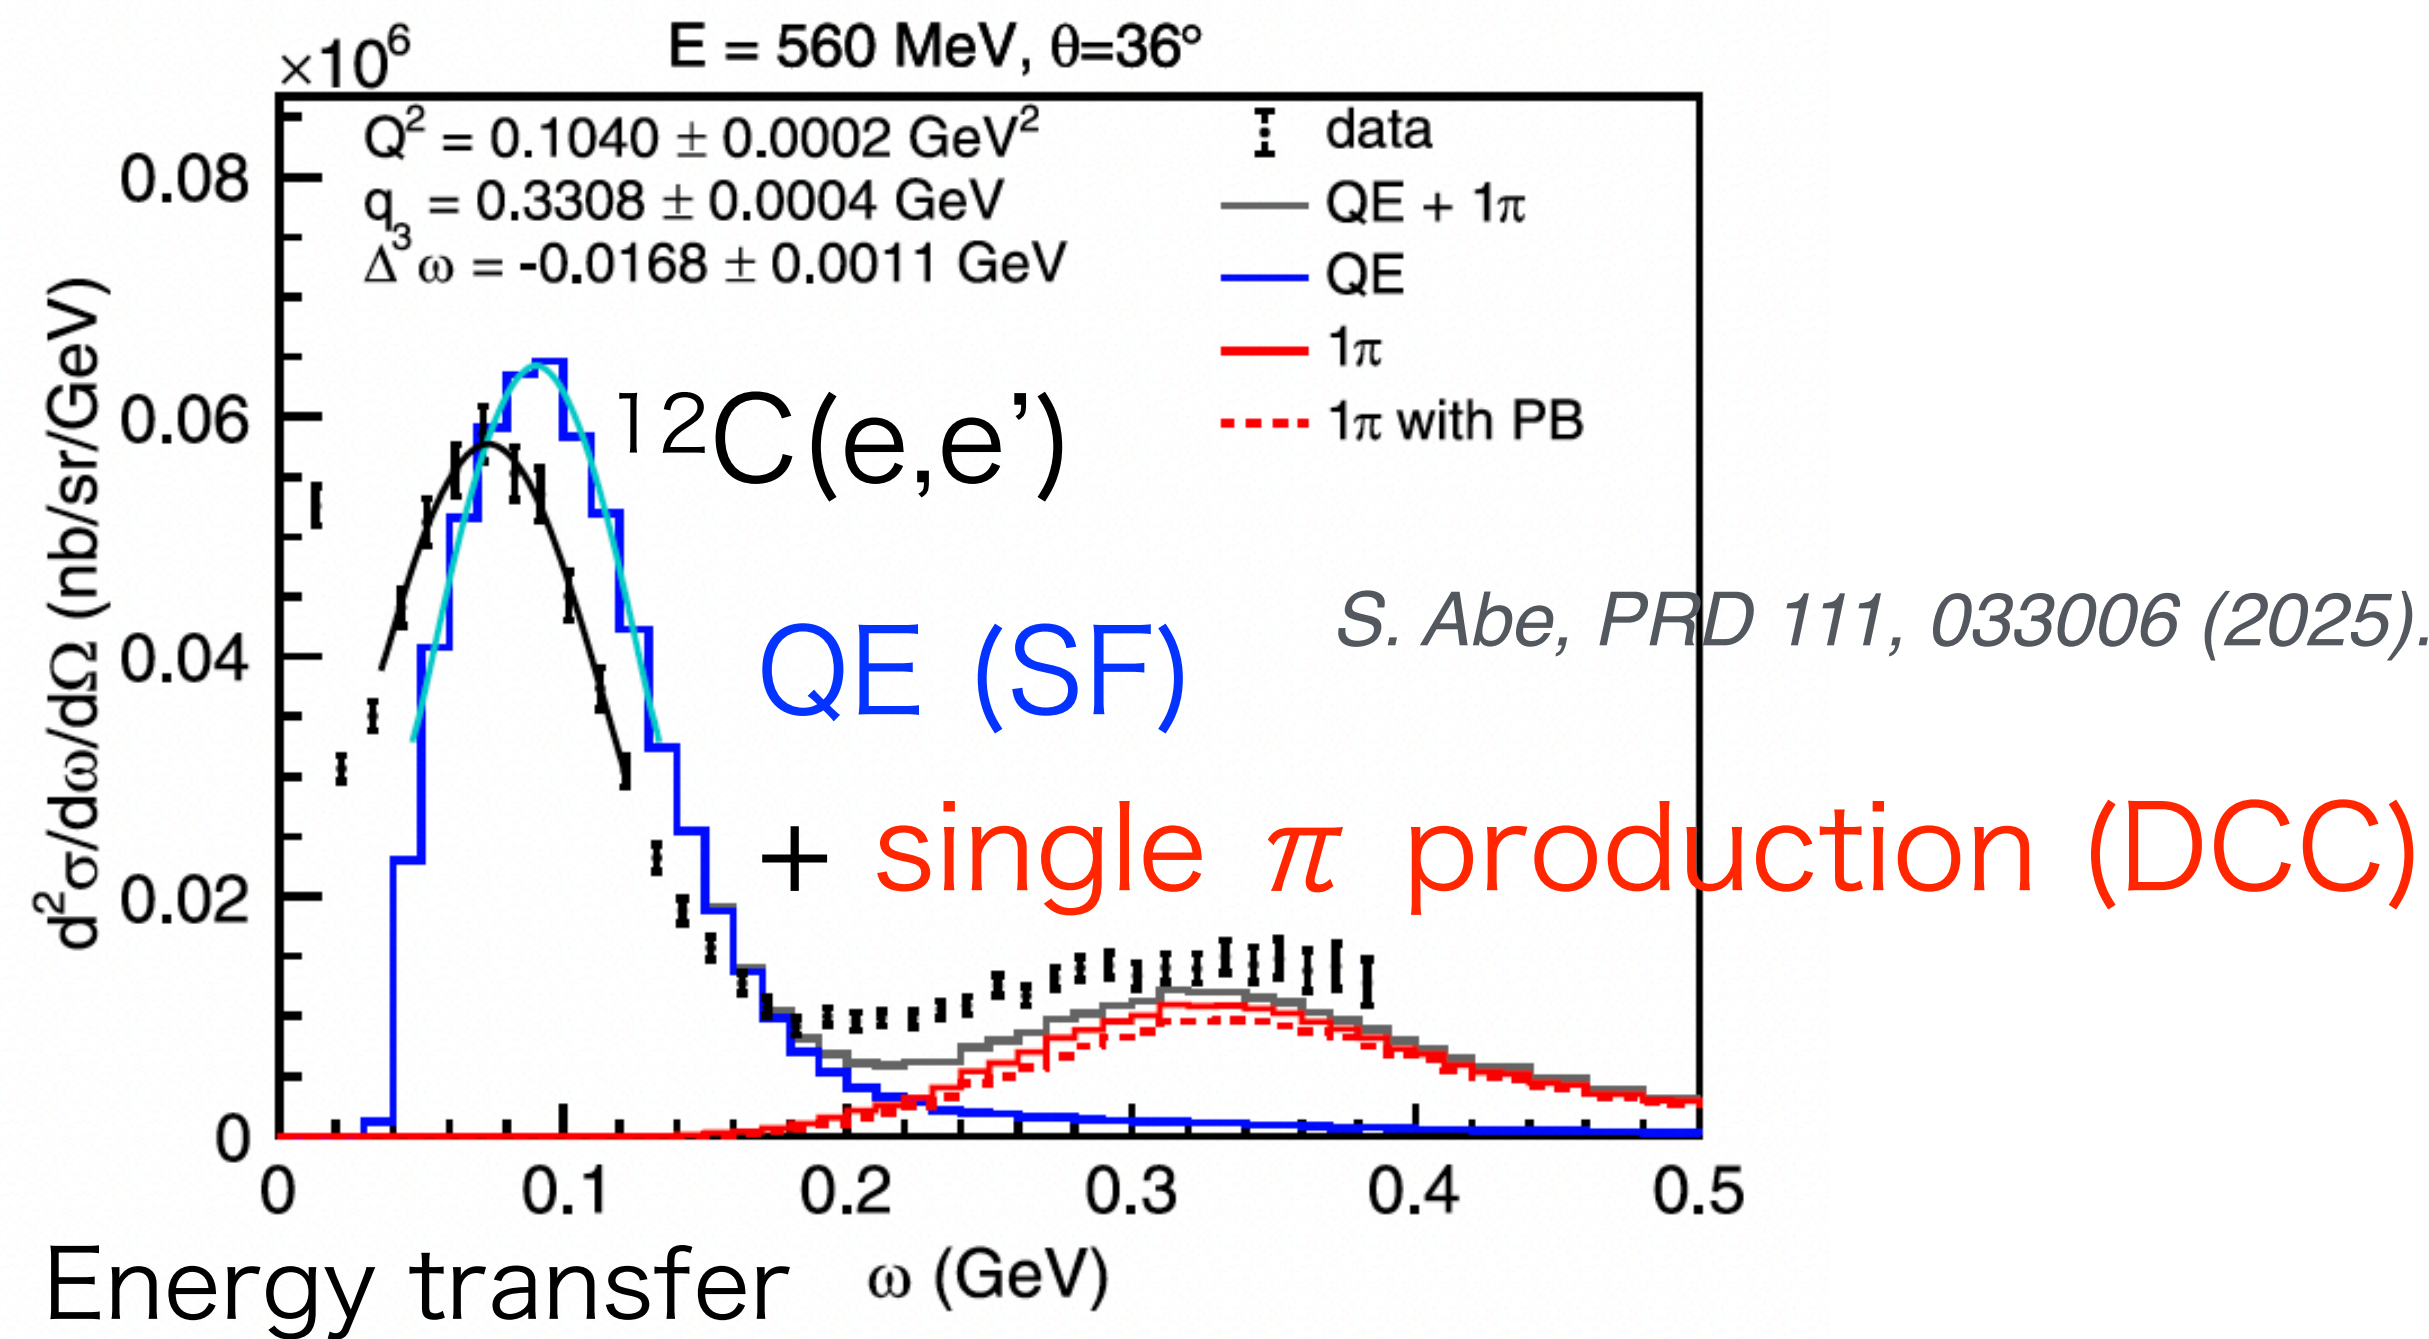 ×10⁶
E = 560 MeV, θ=36°
Q² = 0.1040 ± 0.0002 GeV²
q₃ = 0.3308 ± 0.0004 GeV
Δω = -0.0168 ± 0.0011 GeV
data
QE + 1π
QE
1π
1π with PB
¹²C(e,e’)
S. Abe, PRD 111, 033006 (2025).
QE (SF)
+ single π production (DCC)
d²σ/dω/dΩ (nb/sr/GeV)
0.08
0.06
0.04
0.02
0
0 0.1 0.2 0.3 0.4 0.5
Energy transfer ω (GeV)